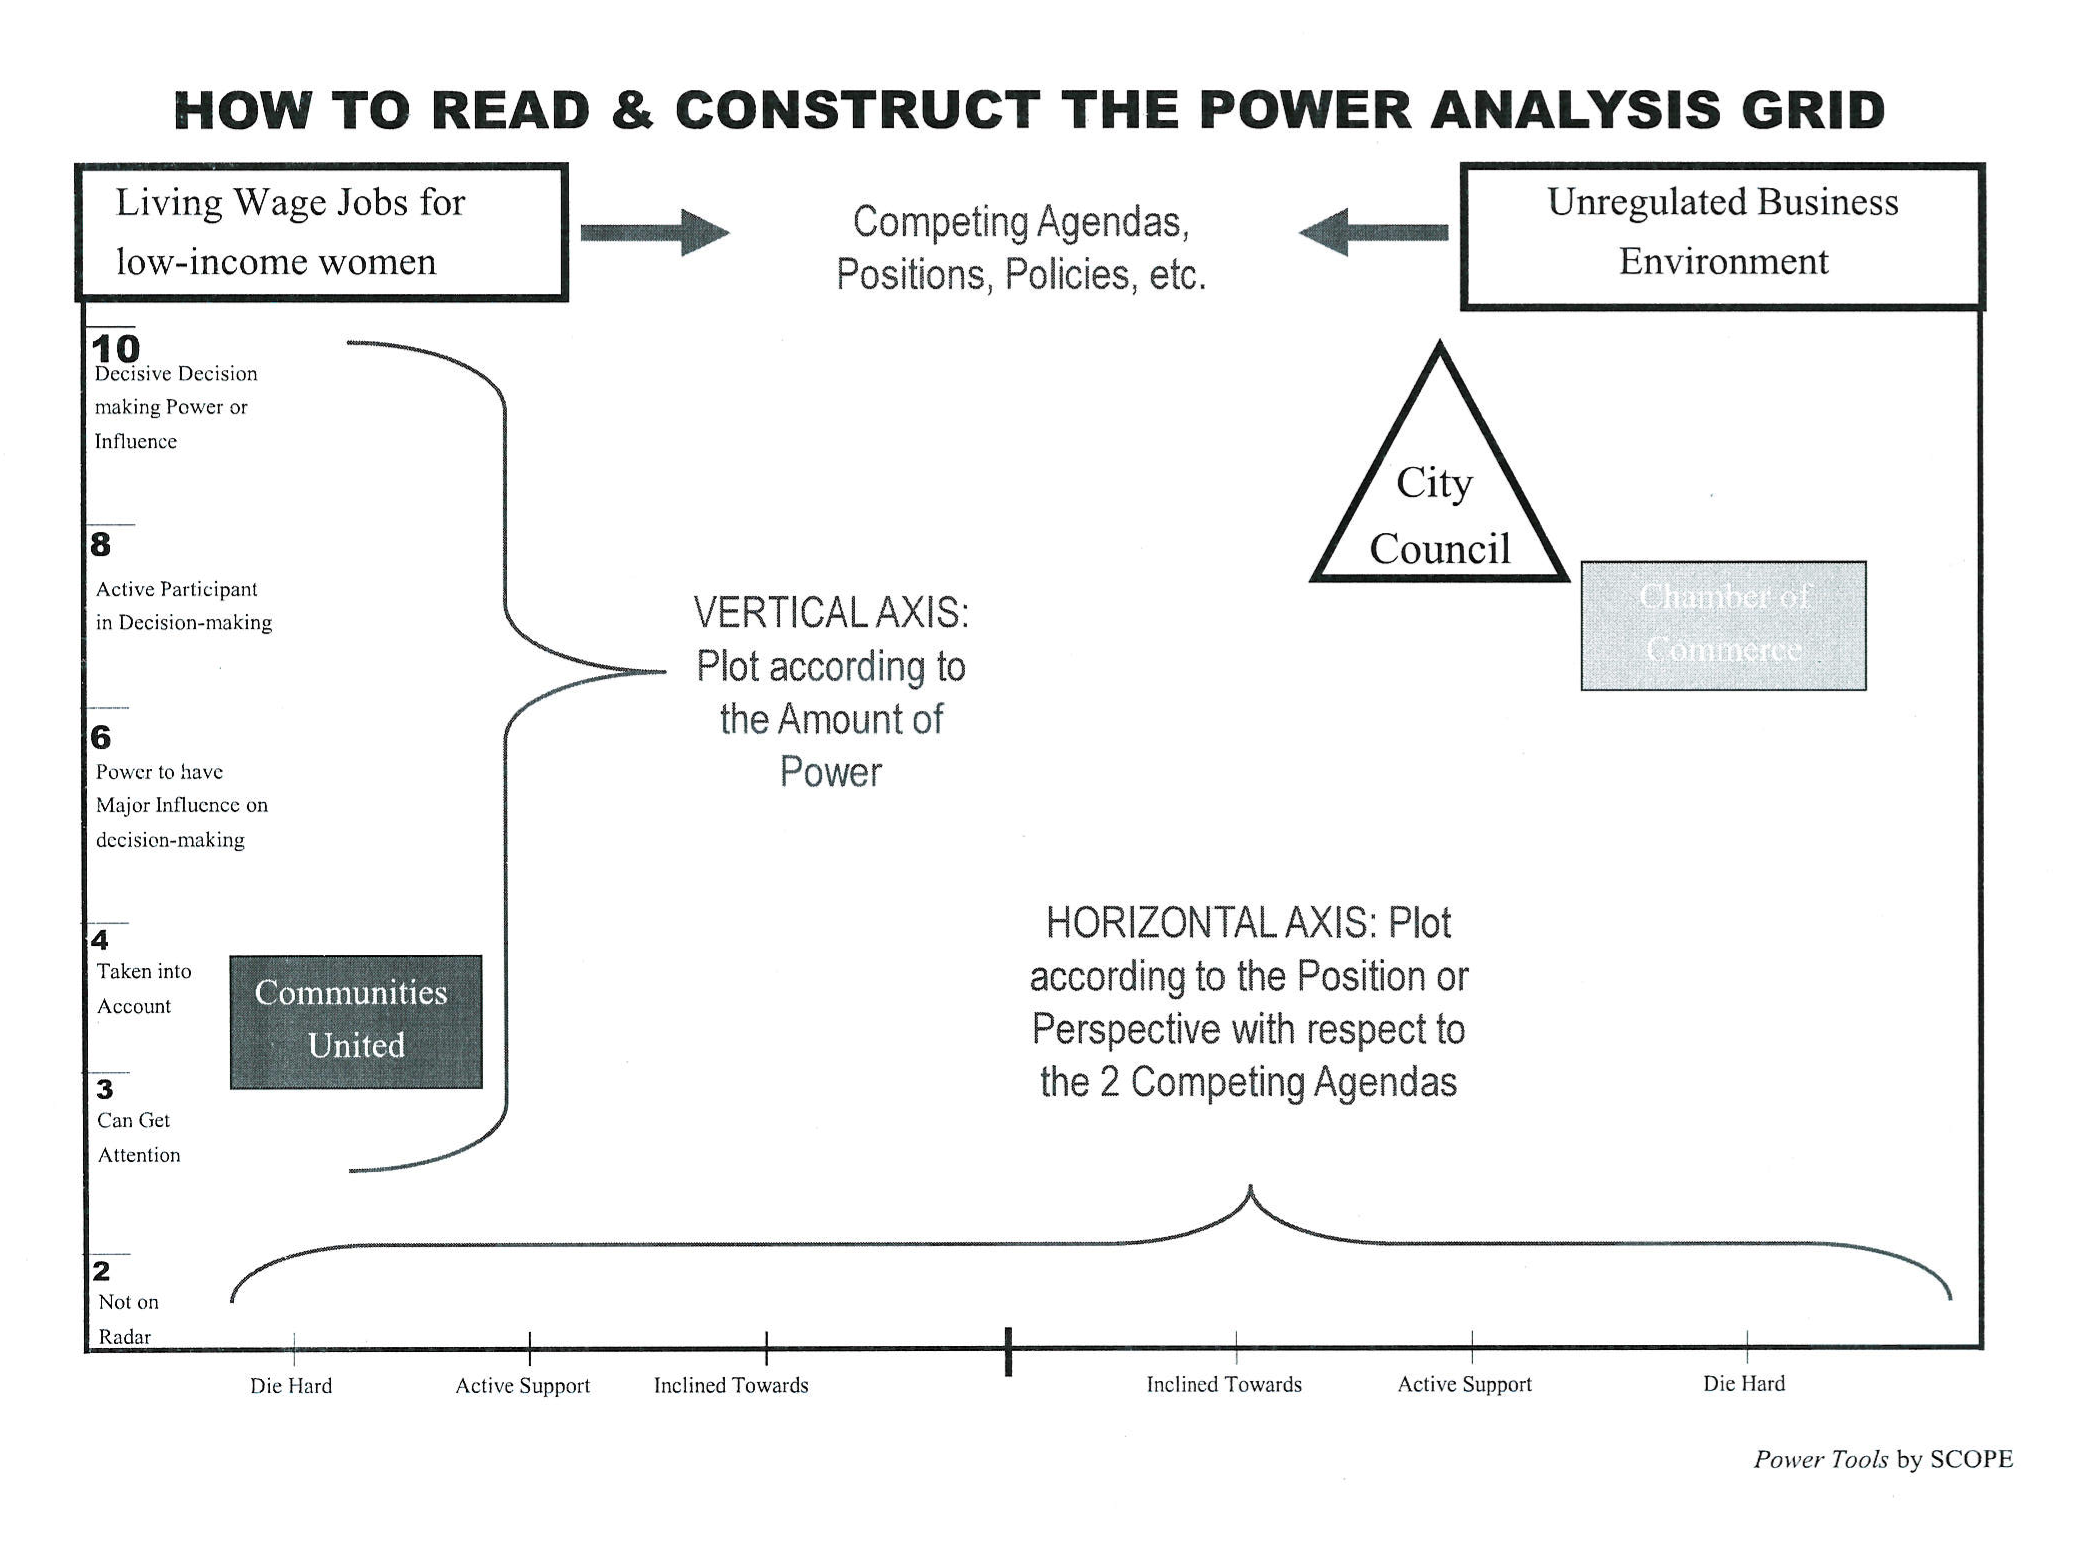 HOW TO READ & CONSTRUCT THE POWER ANALYSIS GRID
Living Wage Jobs for
low-income women
Competing Agendas,
Positions, Policies, etc.
Unregulated Business
Environment
10
Decisive Decision
making Power or
Influence
8
Active Participant
in Decision-making
6
Power to have
Major Influence on
decision-making
4
Taken into
Account
3
Can Get
Attention
2
Not on
Radar
VERTICAL AXIS:
Plot according to
the Amount of
Power
City
Council
Chamber of
Commerce
Communities
United
HORIZONTAL AXIS: Plot
according to the Position or
Perspective with respect to
the 2 Competing Agendas
Die Hard
Active Support
Inclined Towards
Inclined Towards
Active Support
Die Hard
Power Tools by SCOPE